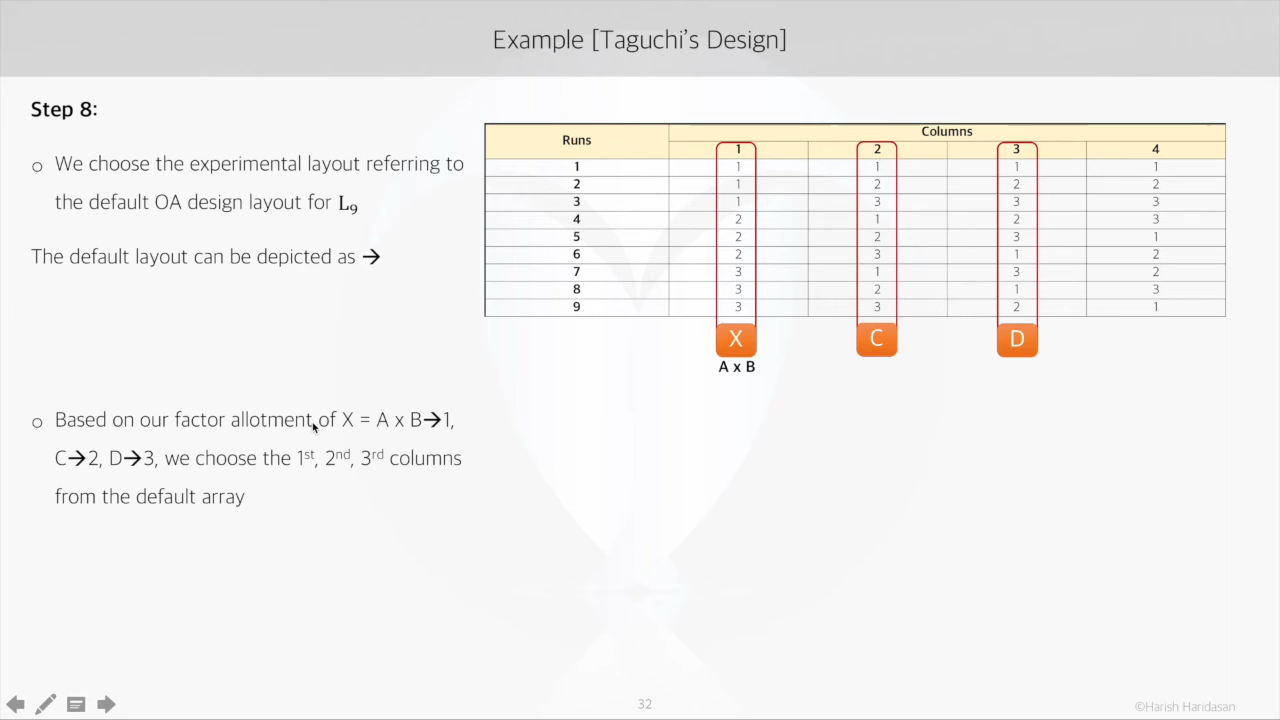 Example [Taguchi's Design]
Step 8:
o We choose the experimental layout referring to
the default OA design layout for L₉
The default layout can be depicted as →
Runs Columns
1 2 3 4
1 1 1 1 1
2 1 2 2 2
3 1 3 3 3
4 2 1 2 3
5 2 2 3 1
6 2 3 1 2
7 3 1 3 2
8 3 2 1 3
9 3 3 2 1
X C D
A x B
o Based on our factor allotment of X = A x B→1,
C→2, D→3, we choose the 1st, 2nd, 3rd columns
from the default array
32
©Harish Haridasan